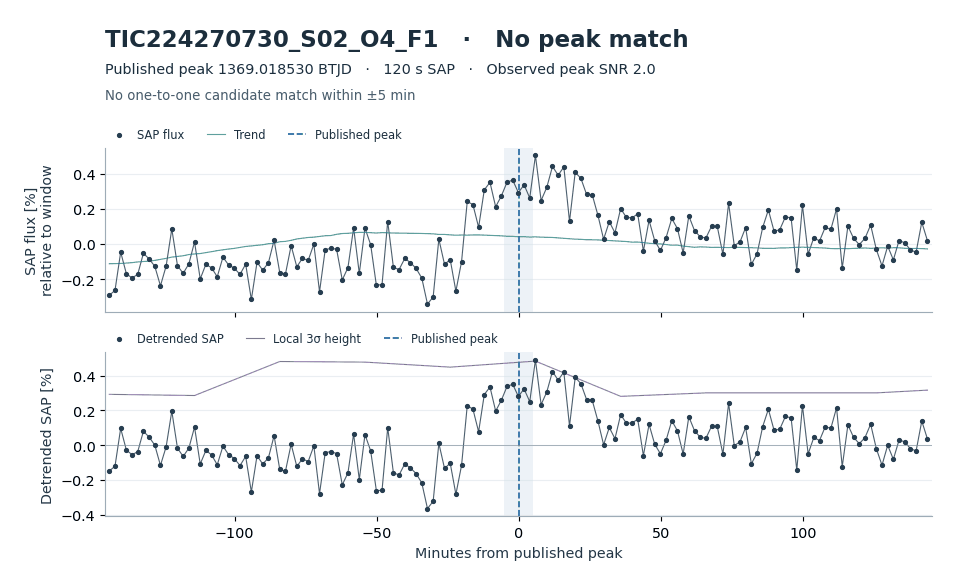 TIC224270730_S02_O4_F1 · No peak match
Published peak 1369.018530 BTJD · 120 s SAP · Observed peak SNR 2.0
No one-to-one candidate match within ±5 min
SAP flux Trend Published peak
SAP flux [%]
relative to window
0.4
0.2
0.0
−0.2
Detrended SAP Local 3σ height Published peak
Detrended SAP [%]
0.4
0.2
0.0
−0.2
−0.4
−100 −50 0 50 100
Minutes from published peak